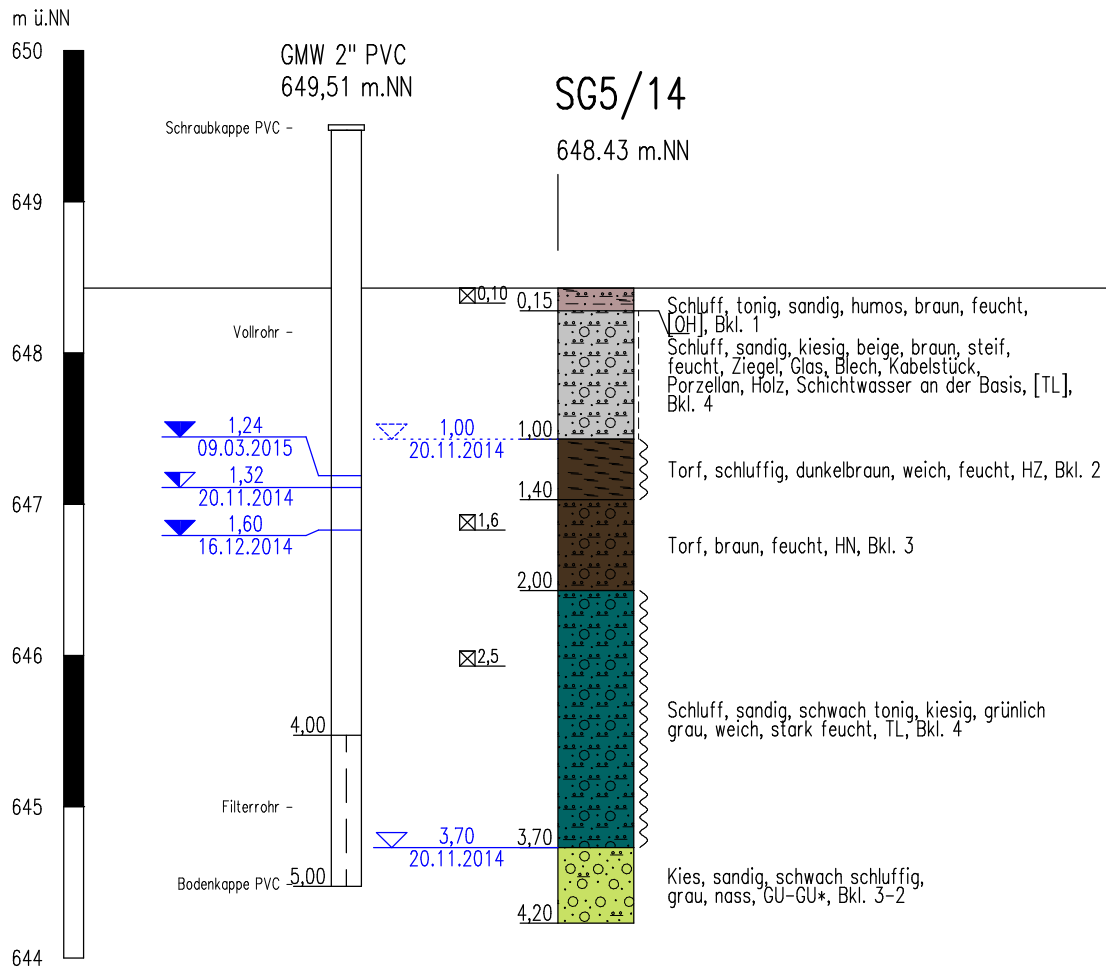 m ü.NN
650
649
648
647
646
645
644
GMW 2" PVC
649,51 m.NN
Schraubkappe PVC -
Vollrohr -
1,24
09.03.2015
1,32
20.11.2014
1,60
16.12.2014
4,00
Filterrohr -
Bodenkappe PVC -
5,00
SG5/14
648.43 m.NN
0,10
1,00
20.11.2014
1,6
2,5
3,70
20.11.2014
0,15
1,00
1,40
2,00
3,70
4,20
Schluff, tonig, sandig, humos, braun, feucht,
[OH], Bkl. 1
Schluff, sandig, kiesig, beige, braun, steif,
feucht, Ziegel, Glas, Blech, Kabelstück,
Porzellan, Holz, Schichtwasser an der Basis, [TL],
Bkl. 4
Torf, schluffig, dunkelbraun, weich, feucht, HZ, Bkl. 2
Torf, braun, feucht, HN, Bkl. 3
Schluff, sandig, schwach tonig, kiesig, grünlich
grau, weich, stark feucht, TL, Bkl. 4
Kies, sandig, schwach schluffig,
grau, nass, GU-GU*, Bkl. 3-2